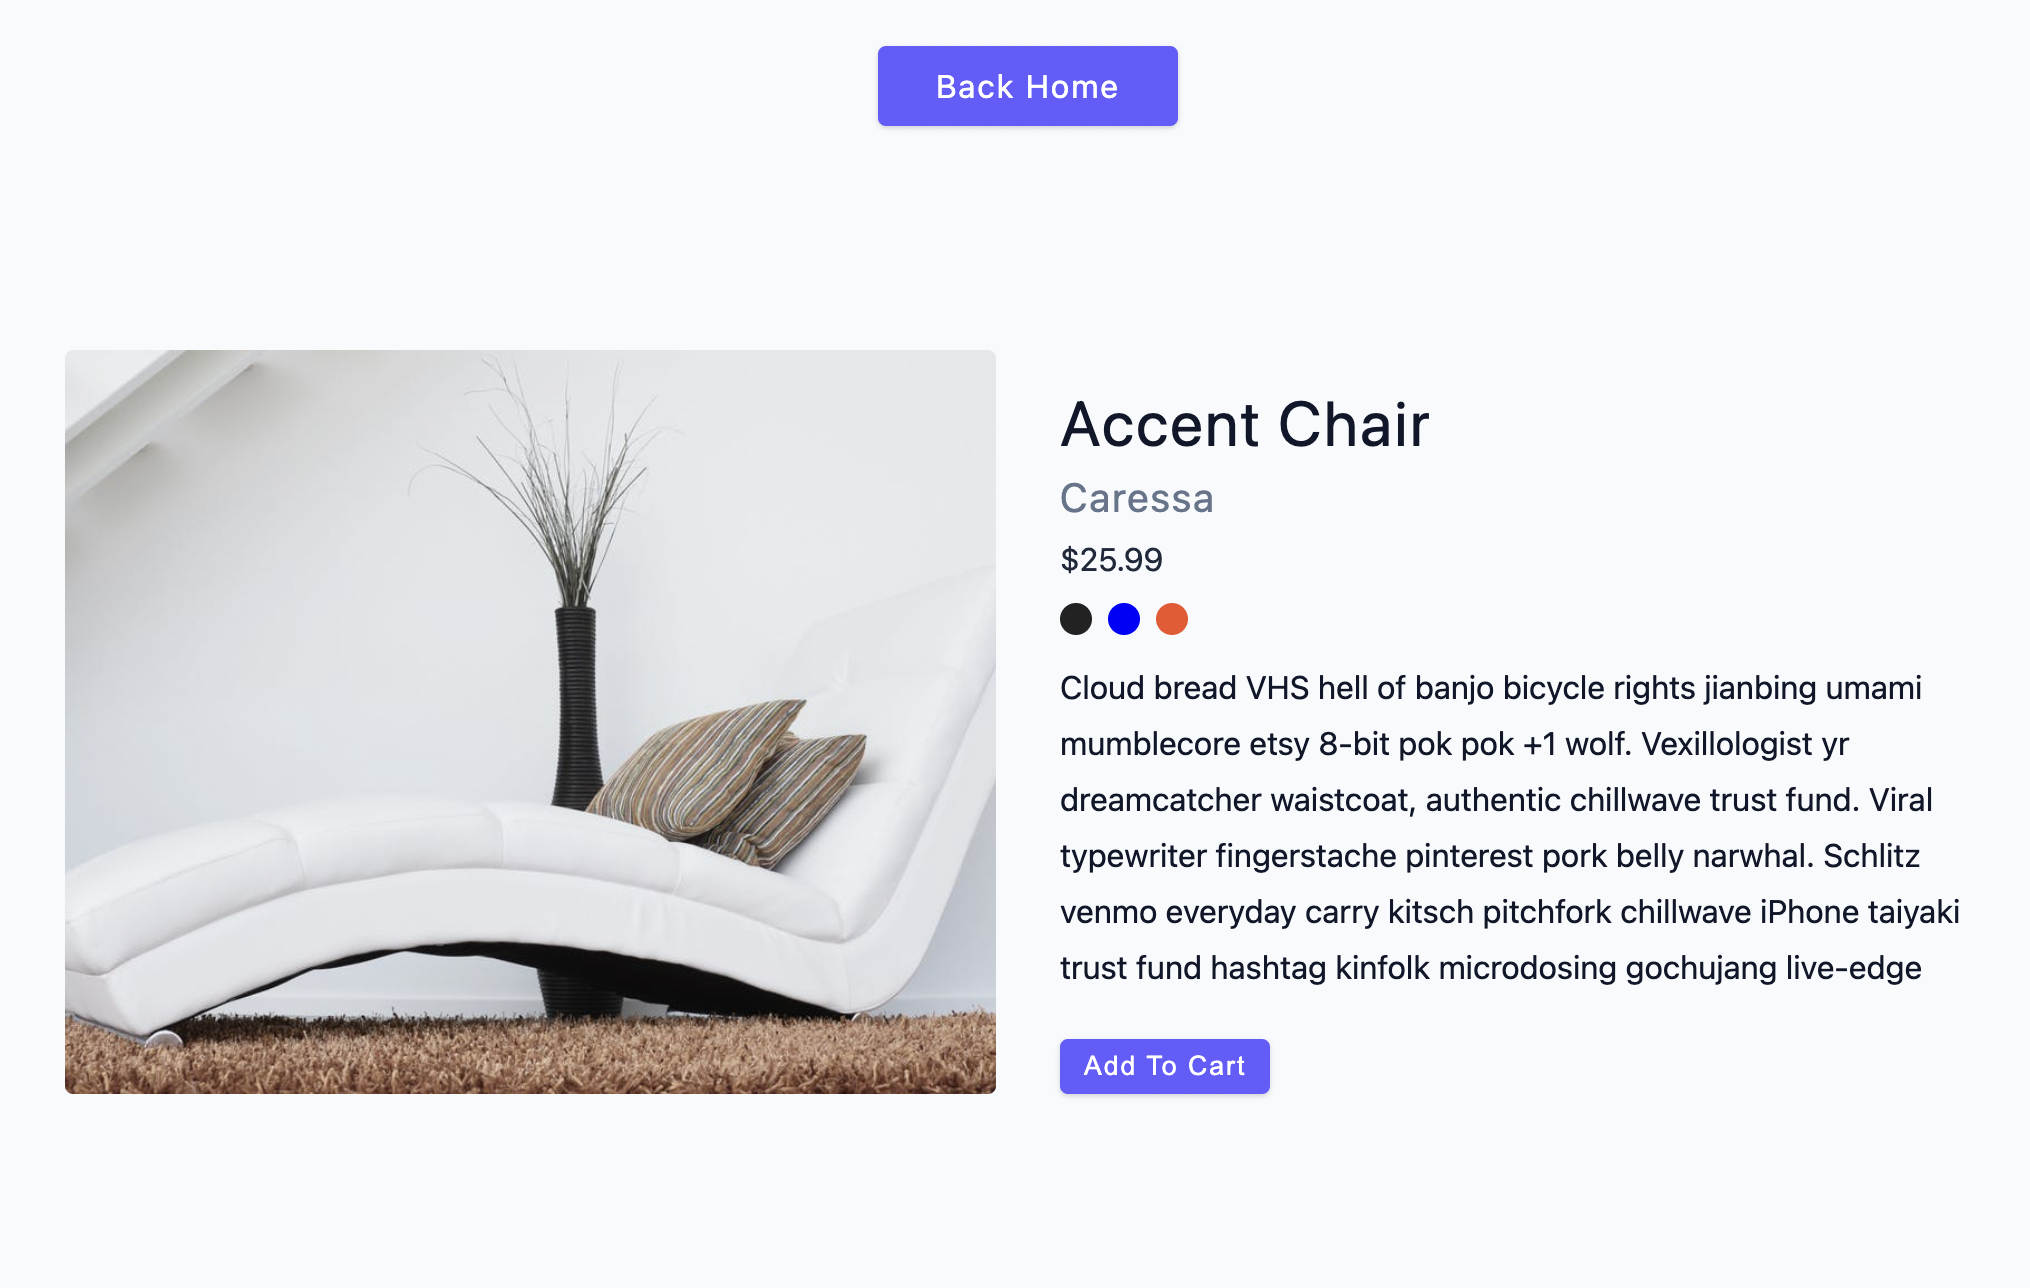 Back Home
Accent Chair
Caressa
$25.99
Cloud bread VHS hell of banjo bicycle rights jianbing umami
mumblecore etsy 8-bit pok pok +1 wolf. Vexillologist yr
dreamcatcher waistcoat, authentic chillwave trust fund. Viral
typewriter fingerstache pinterest pork belly narwhal. Schlitz
venmo everyday carry kitsch pitchfork chillwave iPhone taiyaki
trust fund hashtag kinfolk microdosing gochujang live-edge
Add To Cart